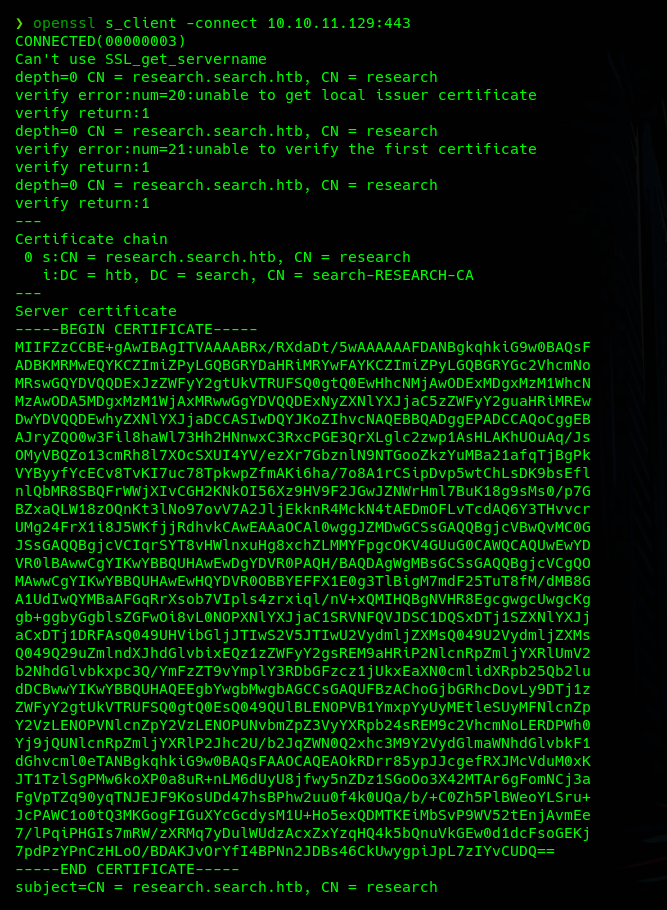 ❯ openssl s_client -connect 10.10.11.129:443
CONNECTED(00000003)
Can't use SSL_get_servername
depth=0 CN = research.search.htb, CN = research
verify error:num=20:unable to get local issuer certificate
verify return:1
depth=0 CN = research.search.htb, CN = research
verify error:num=21:unable to verify the first certificate
verify return:1
depth=0 CN = research.search.htb, CN = research
verify return:1
---
Certificate chain
 0 s:CN = research.search.htb, CN = research
   i:DC = htb, DC = search, CN = search-RESEARCH-CA
---
Server certificate
-----BEGIN CERTIFICATE-----
MIIFZzCCBE+gAwIBAgITVAAAABRx/RXdaDt/5wAAAAAAFDANBgkqhkiG9w0BAQsF
ADBKMRMwEQYKCZImiZPyLGQBGRYDaHRiMRYwFAYKCZImiZPyLGQBGRYGc2VhcmNo
MRswGQYDVQQDExJzZWFyY2gtUkVTRUFSQ0gtQ0EwHhcNMjAwODExMDgxMzM1WhcN
MzAwODA5MDgxMzM1WjAxMRwwGgYDVQQDExNyZXNlYXJjaC5zZWFyY2guaHRiMREw
DwYDVQQDEwhyZXNlYXJjaDCCASIwDQYJKoZIhvcNAQEBBQADggEPADCCAQoCggEB
AJryZQO0w3Fil8haWl73Hh2HNnwxC3RxcPGE3QrXLglc2zwp1AsHLAKhUOuAq/Js
OMyVBQZo13cmRh8l7XOcSXUI4YV/ezXr7GbznlN9NTGooZkzYuMBa21afqTjBgPk
VYByyfYcECv8TvKI7uc78TpkwpZfmAKi6ha/7o8A1rCSipDvp5wtChLsDK9bsEfl
nlQbMR8SBQFrWWjXIvCGH2KNkOI56Xz9HV9F2JGwJZNWrHml7BuK18g9sMs0/p7G
BZxaQLW18zOQnKt3lNo97ovV7A2JljEkknR4MckN4tAEDmOFLvTcdAQ6Y3THvvcr
UMg24FrX1i8J5WKfjjRdhvkCAwEAAaOCAl0wggJZMDwGCSsGAQQBgjcVBwQvMC0G
JSsGAQQBgjcVCIqrSYT8vHWlnxuHg8xchZLMMYFpgcOKV4GUuG0CAWQCAQUwEwYD
VR0lBAwwCgYIKwYBBQUHAwEwDgYDVR0PAQH/BAQDAgWgMBsGCSsGAQQBgjcVCgQO
MAwwCgYIKwYBBQUHAwEwHQYDVR0OBBYEFFX1E0g3TlBigM7mdF25TuT8fM/dMB8G
A1UdIwQYMBaAFGqRrXsob7VIpls4zrxiql/nV+xQMIHQBgNVHR8EgcgwgcUwgcKg
gb+ggbyGgblsZGFwOi8vL0NOPXNlYXJjaC1SRVNFQVJDSC1DQSxDTj1SZXNlYXJj
aCxDTj1DRFAsQ049UHVibGljJTIwS2V5JTIwU2VydmljZXMsQ049U2VydmljZXMs
Q049Q29uZmlndXJhdGlvbixEQz1zZWFyY2gsREM9aHRiP2NlcnRpZmljYXRlUmV2
b2NhdGlvbkxpc3Q/YmFzZT9vYmplY3RDbGFzcz1jUkxEaXN0cmlidXRpb25Qb2lu
dDCBwwYIKwYBBQUHAQEEgbYwgbMwgbAGCCsGAQUFBzAChoGjbGRhcDovLy9DTj1z
ZWFyY2gtUkVTRUFSQ0gtQ0EsQ049QUlBLENOPVB1YmxpYyUyMEtleSUyMFNlcnZp
Y2VzLENOPVNlcnZpY2VzLENOPUNvbmZpZ3VyYXRpb24sREM9c2VhcmNoLERDPWh0
Yj9jQUNlcnRpZmljYXRlP2Jhc2U/b2JqZWN0Q2xhc3M9Y2VydGlmaWNhdGlvbkF1
dGhvcml0eTANBgkqhkiG9w0BAQsFAAOCAQEAOkRDrr85ypJJcgefRXJMcVduM0xK
JT1TzlSgPMw6koXP0a8uR+nLM6dUyU8jfwy5nZDz1SGoOo3X42MTAr6gFomNCj3a
FgVpTZq90yqTNJEJF9KosUDd47hsBPhw2uu0f4k0UQa/b/+C0Zh5PlBWeoYLSru+
JcPAWC1o0tQ3MKGogFIGuXYcGcdysM1U+Ho5exQDMTKEiMbSvP9WV52tEnjAvmEe
7/lPqiPHGIs7mRW/zXRMq7yDulWUdzAcxZxYzqHQ4k5bQnuVkGEw0d1dcFsoGEKj
7pdPzYPnCzHLoO/BDAKJvOrYfI4BPNn2JDBs46CkUwygpiJpL7zIYvCUDQ==
-----END CERTIFICATE-----
subject=CN = research.search.htb, CN = research